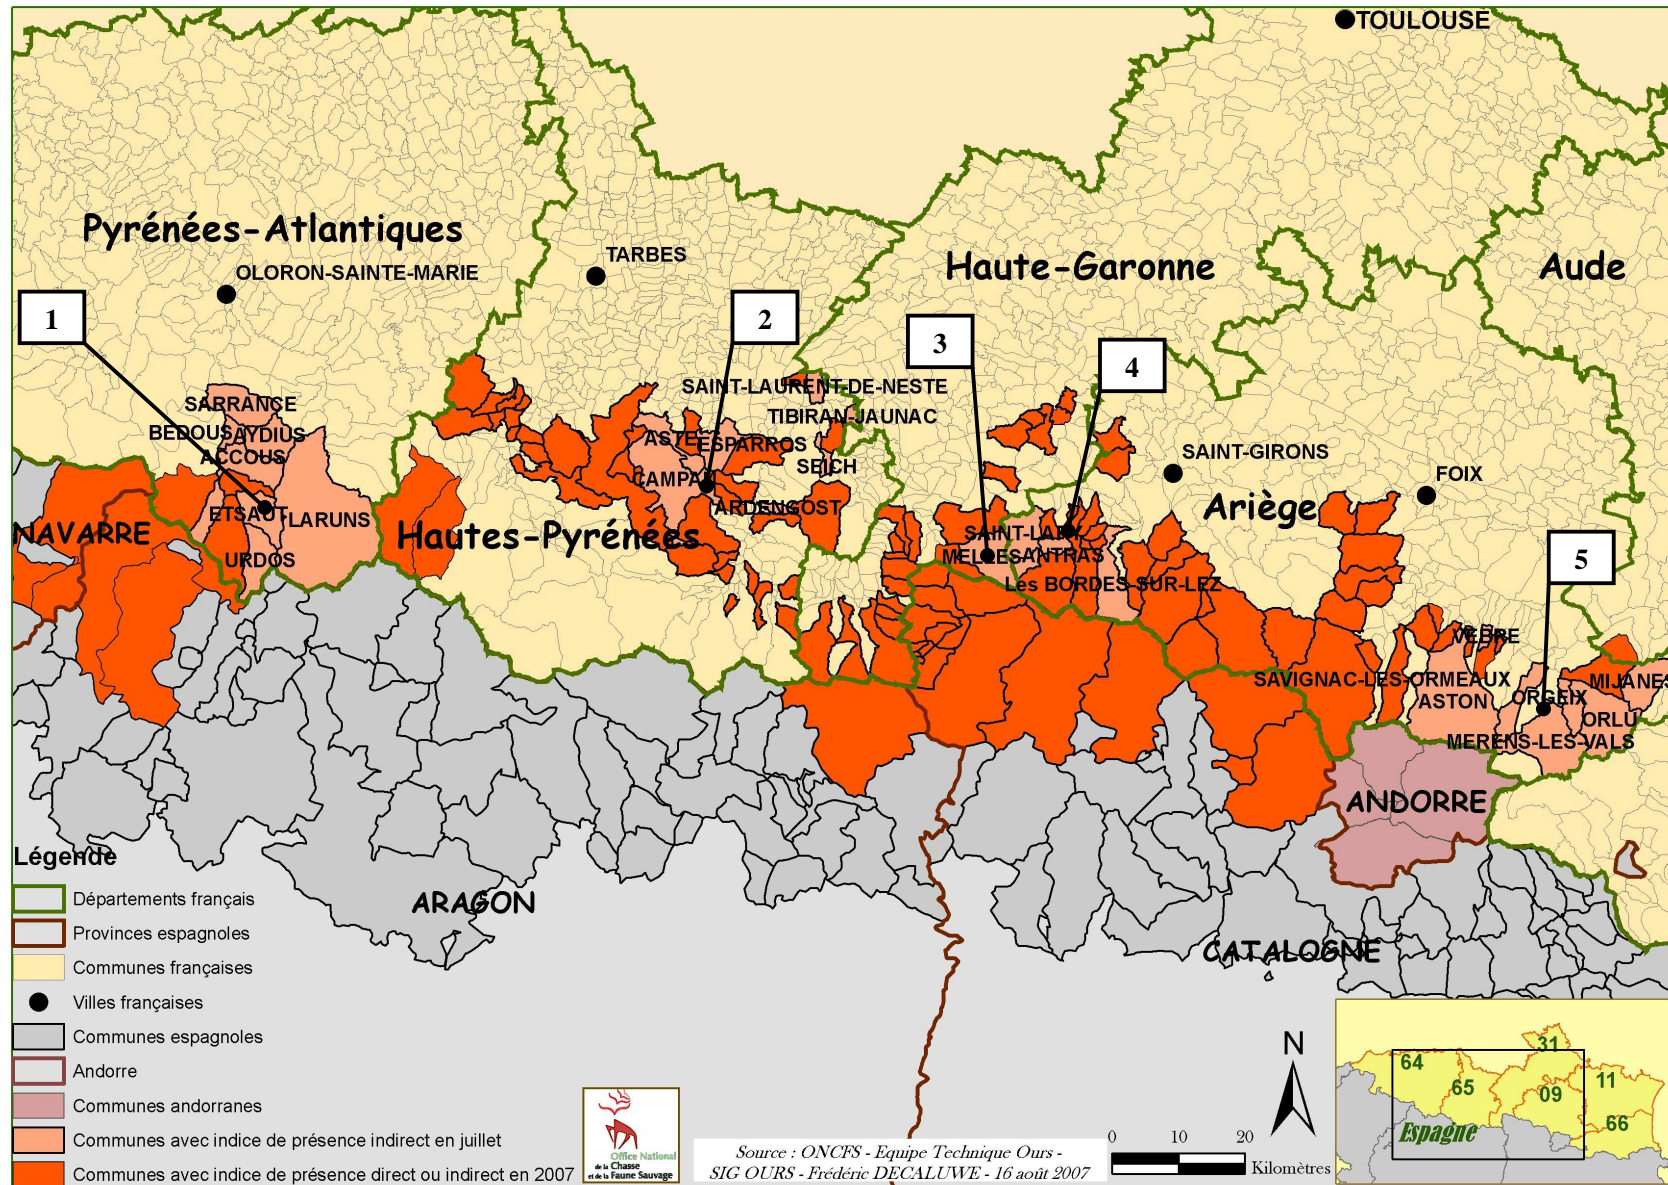 TOULOUSE
Pyrénées-Atlantiques
OLORON-SAINTE-MARIE
TARBES
Haute-Garonne
Aude
1
2
3
4
5
SAINT-LAURENT-DE-NESTE
TIBIRAN-JAUNAC
SARRANCE
BEDOUS
AYDIUS
ACCOUS
ASTE
ESPARROS
SEICH
CAMPAN
ARDENGOST
SAINT-GIRONS
FOIX
Ariège
ETSAUT
LARUNS
URDOS
NAVARRE
Hautes-Pyrénées
SAINT-LARY
MELLES
ANTRAS
Les BORDES-SUR-LEZ
VEBRE
SAVIGNAC-LES-ORMEAUX
ASTON
ORGEIX
MIJANES
ORLU
MERENS-LES-VALS
ANDORRE
ARAGON
CATALOGNE
Légende
Départements français
Provinces espagnoles
Communes françaises
Villes françaises
Communes espagnoles
Andorre
Communes andorranes
Communes avec indice de présence indirect en juillet
Communes avec indice de présence direct ou indirect en 2007
Office National
de la Chasse
et de la Faune Sauvage
Source : ONCFS - Equipe Technique Ours -
SIG OURS - Frédéric DECALUWE - 16 août 2007
N
0 10 20
Kilomètres
31
64
65
09
11
66
Espagne